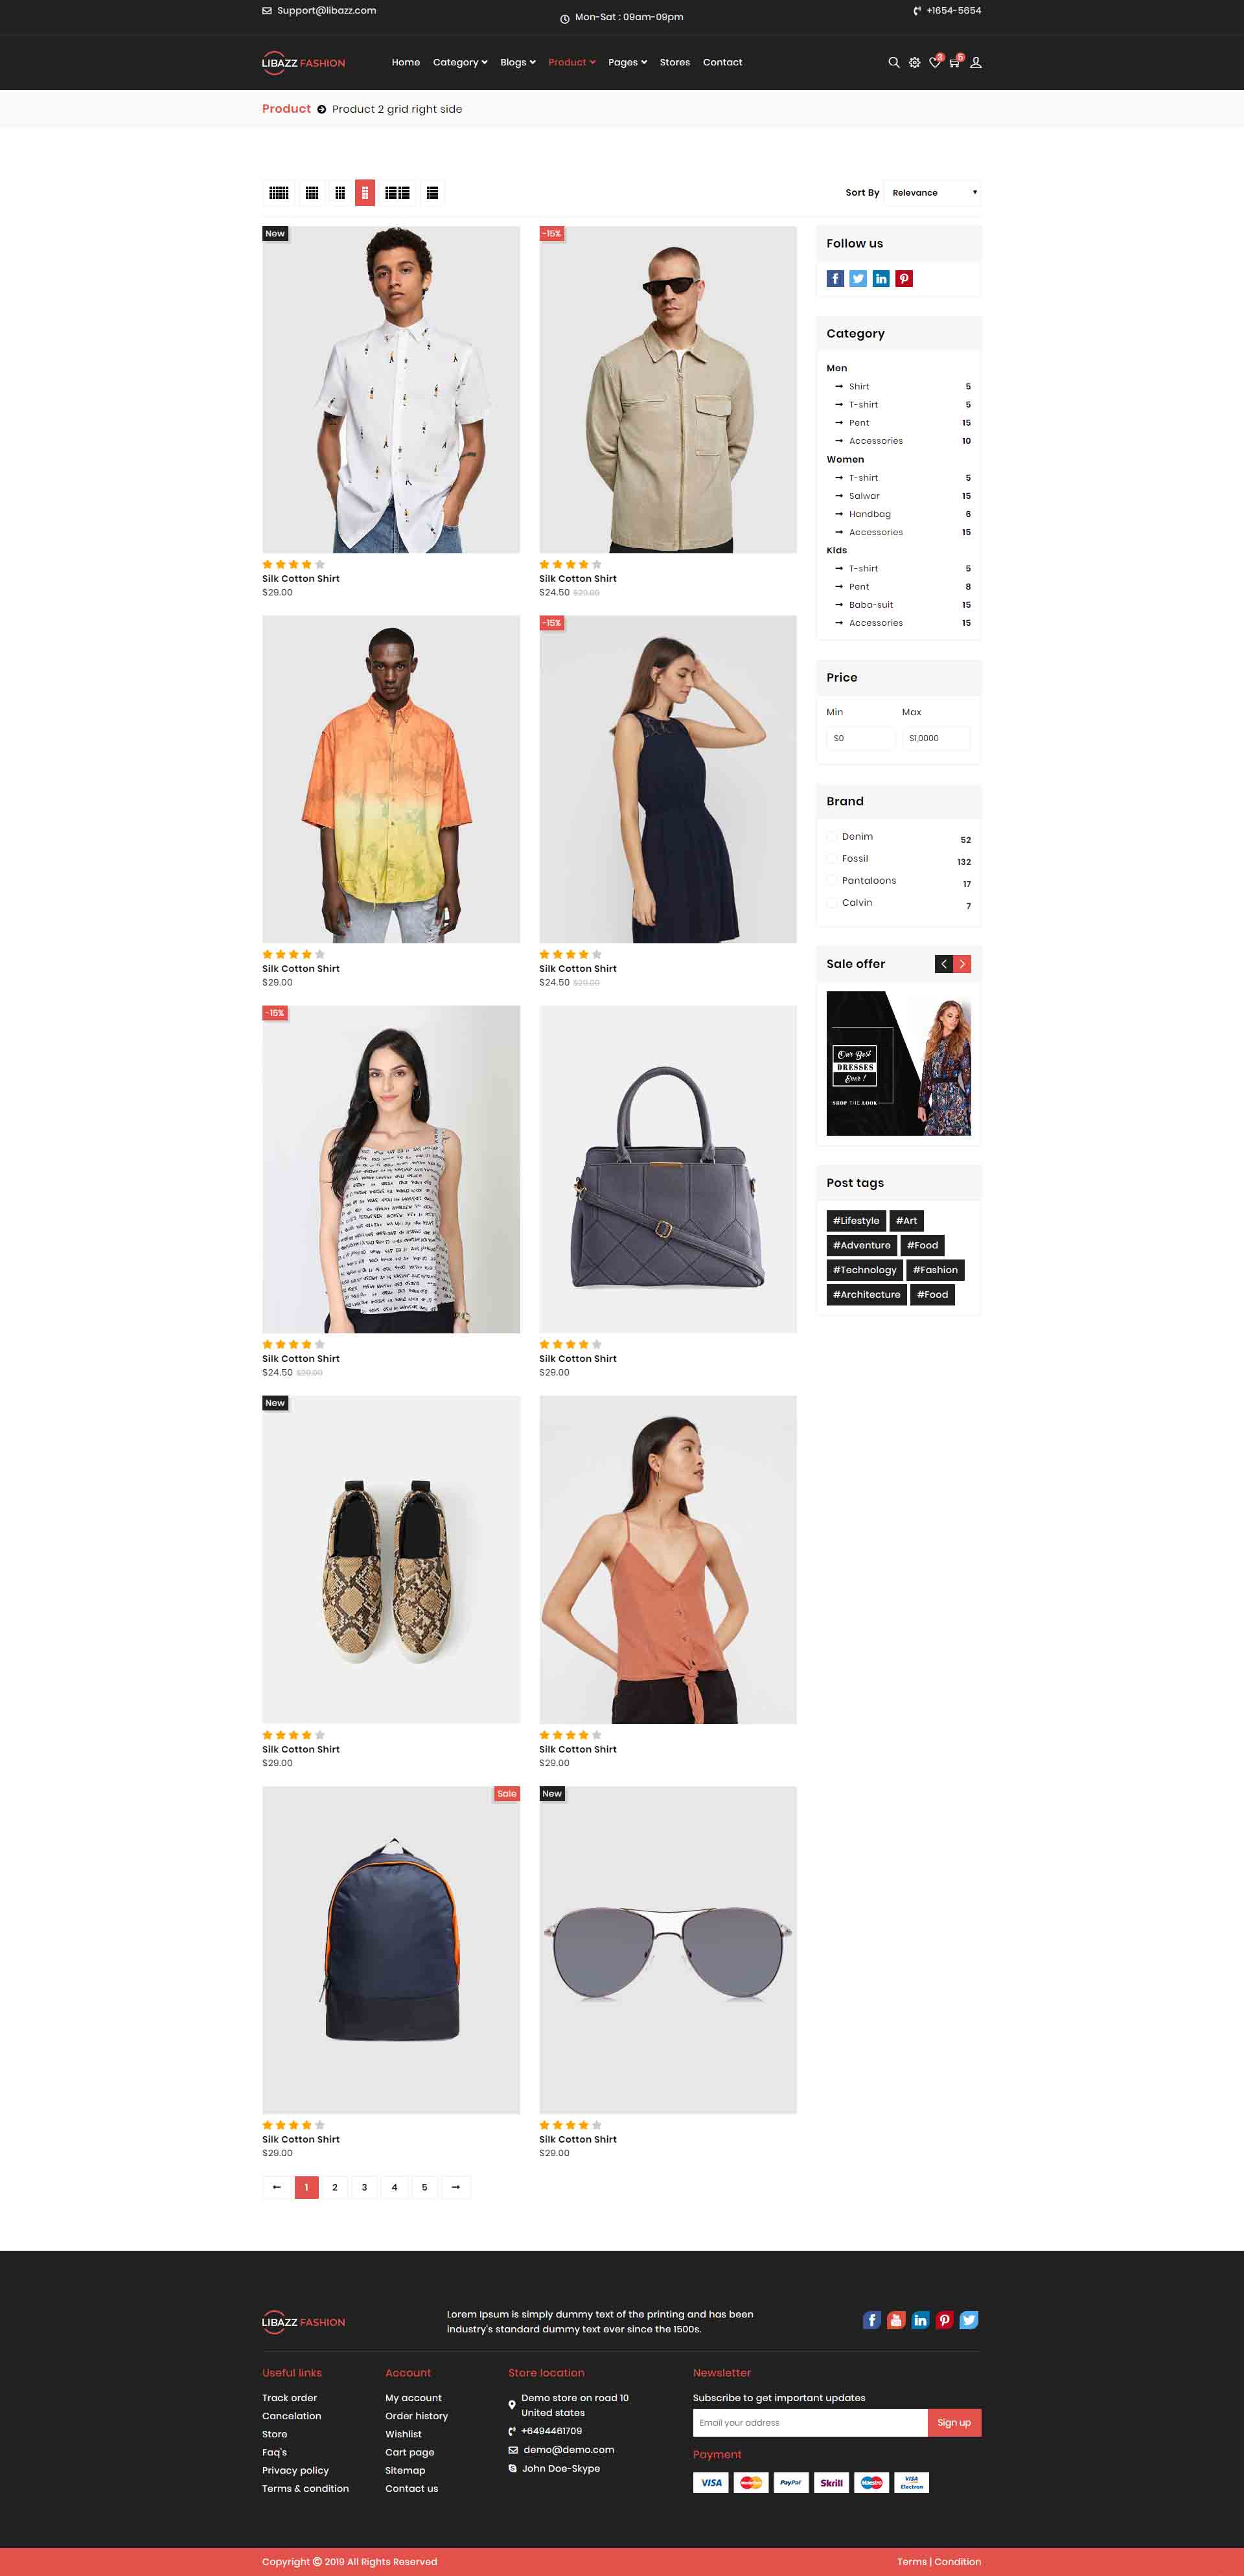 Support@libazz.com
Mon-Sat : 09am-09pm
+1654-5654
LIBAZZ FASHION
Home Category Blogs Product Pages Stores Contact
3 5
Product Product 2 grid right side
Sort By Relevance
New
Silk Cotton Shirt
$29.00
-15%
Silk Cotton Shirt
$24.50 $29.00
Silk Cotton Shirt
$29.00
-15%
Silk Cotton Shirt
$24.50 $29.00
-15%
Silk Cotton Shirt
$24.50 $29.00
Silk Cotton Shirt
$29.00
New
Silk Cotton Shirt
$29.00
Silk Cotton Shirt
$29.00
Sale
Silk Cotton Shirt
$29.00
New
Silk Cotton Shirt
$29.00
1 2 3 4 5
Follow us
Category
Men
Shirt 5
T-shirt 5
Pent 15
Accessories 10
Women
T-shirt 5
Salwar 15
Handbag 6
Accessories 15
Kids
T-shirt 5
Pent 8
Baba-suit 15
Accessories 15
Price
Min Max
$0 $1,0000
Brand
Denim 52
Fossil 132
Pantaloons 17
Calvin 7
Sale offer
Our Best
DRESSES
Ever !
SHOP THE LOOK
Post tags
#Lifestyle #Art
#Adventure #Food
#Technology #Fashion
#Architecture #Food
LIBAZZ FASHION
Lorem Ipsum is simply dummy text of the printing and has been
industry's standard dummy text ever since the 1500s.
Useful links
Track order
Cancelation
Store
Faq's
Privacy policy
Terms & condition
Account
My account
Order history
Wishlist
Cart page
Sitemap
Contact us
Store location
Demo store on road 10
United states
+6494461709
demo@demo.com
John Doe-Skype
Newsletter
Subscribe to get important updates
Email your address Sign up
Payment
VISA MasterCard PayPal Skrill Maestro VISA Electron
Copyright © 2019 All Rights Reserved
Terms | Condition